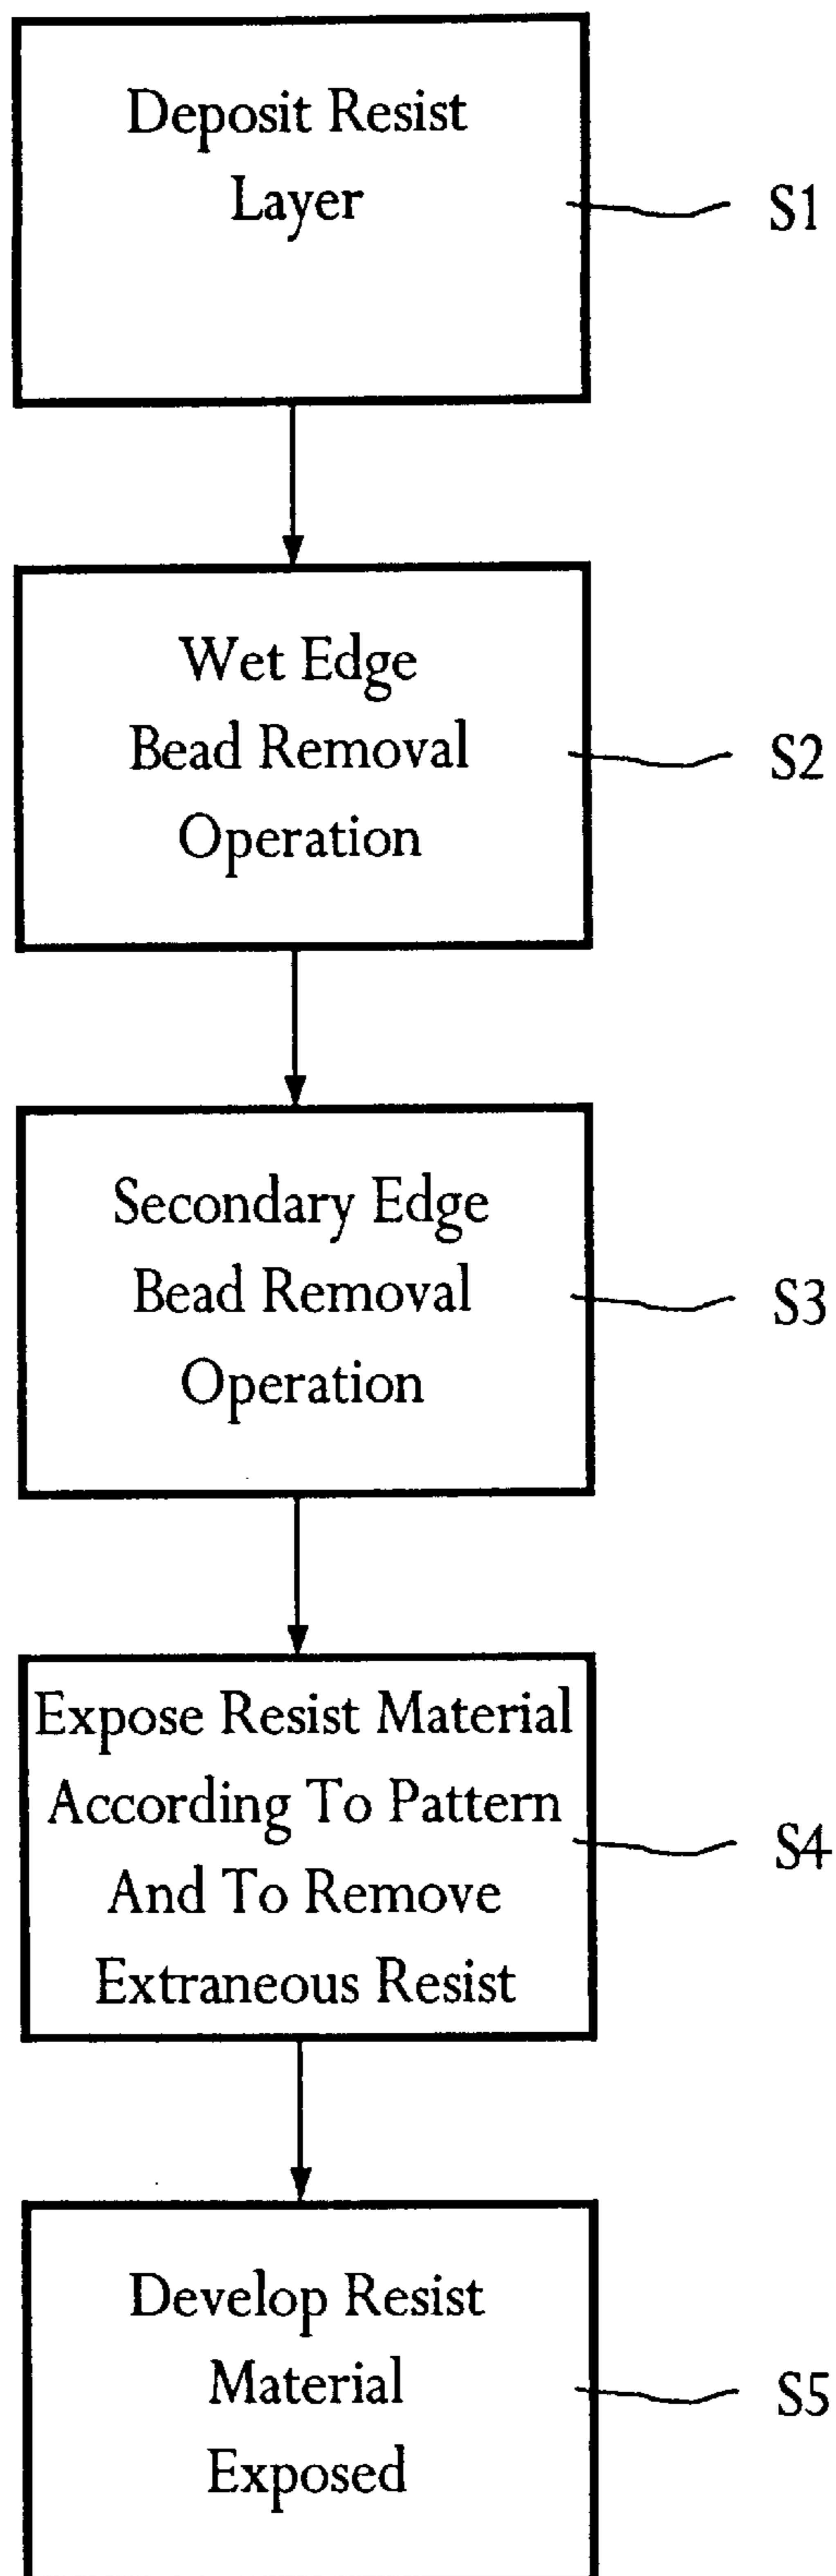 Deposit Resist
Layer
S1
Wet Edge
Bead Removal
Operation
S2
Secondary Edge
Bead Removal
Operation
S3
Expose Resist Material
According To Pattern
And To Remove
Extraneous Resist
S4
Develop Resist
Material
Exposed
S5